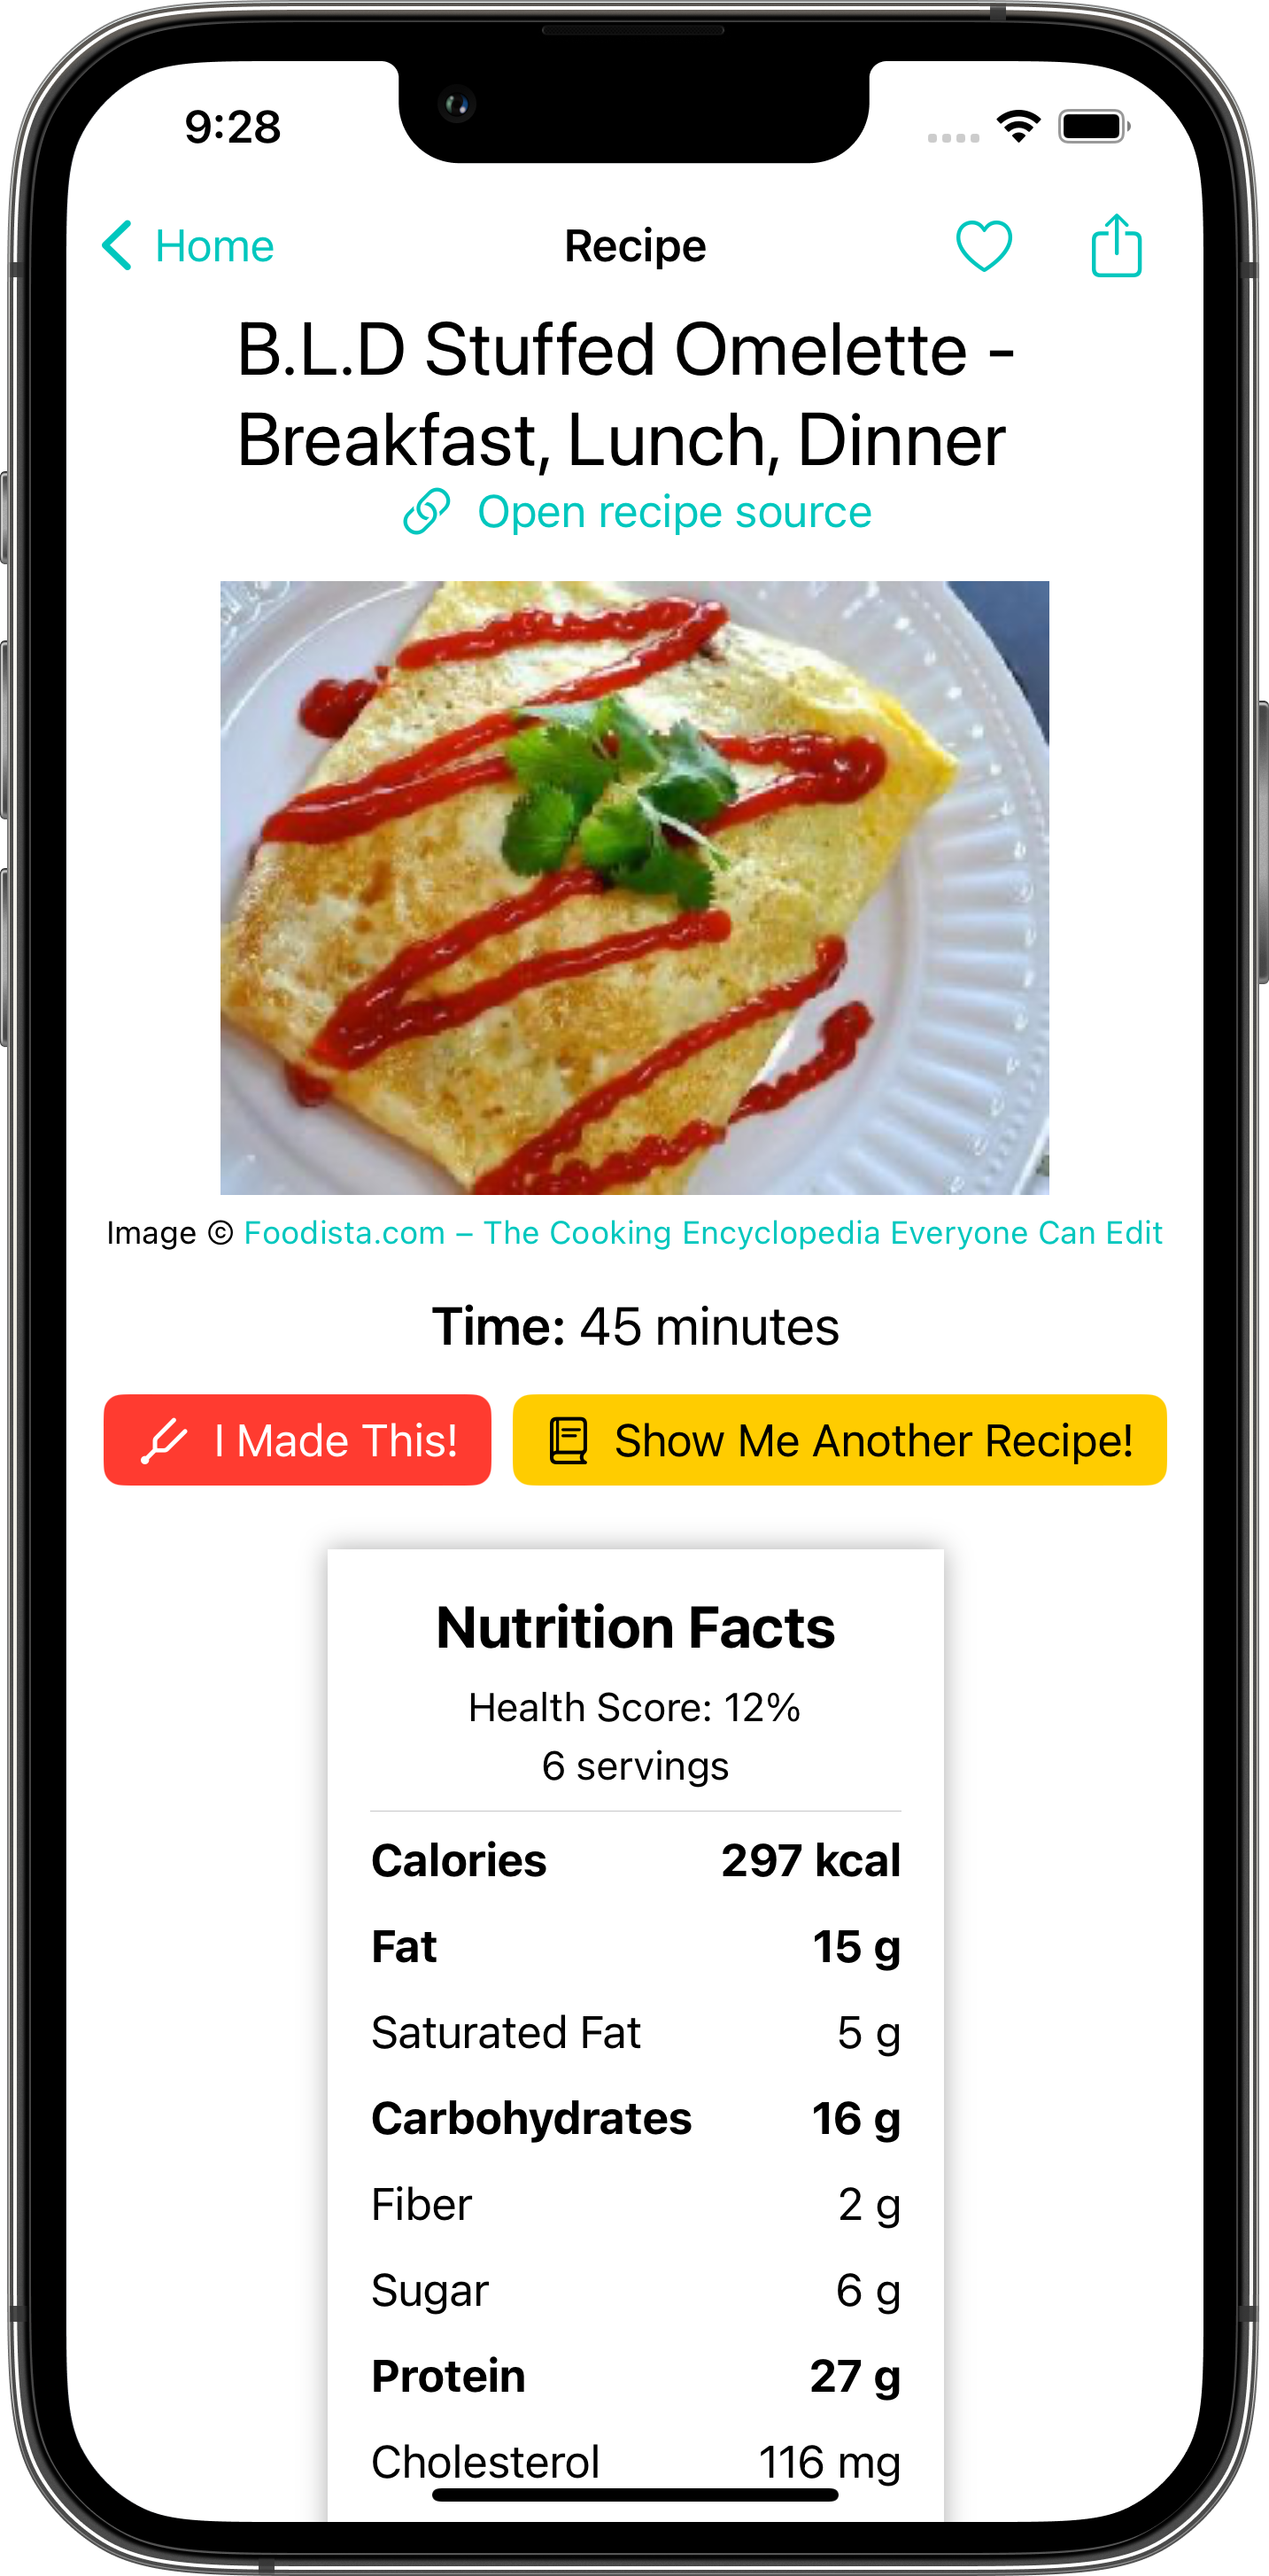 9:28
Home
Recipe
B.L.D Stuffed Omelette -
Breakfast, Lunch, Dinner
Open recipe source
Image © Foodista.com – The Cooking Encyclopedia Everyone Can Edit
Time: 45 minutes
I Made This!
Show Me Another Recipe!
Nutrition Facts
Health Score: 12%
6 servings
Calories 297 kcal
Fat 15 g
Saturated Fat 5 g
Carbohydrates 16 g
Fiber 2 g
Sugar 6 g
Protein 27 g
Cholesterol 116 mg